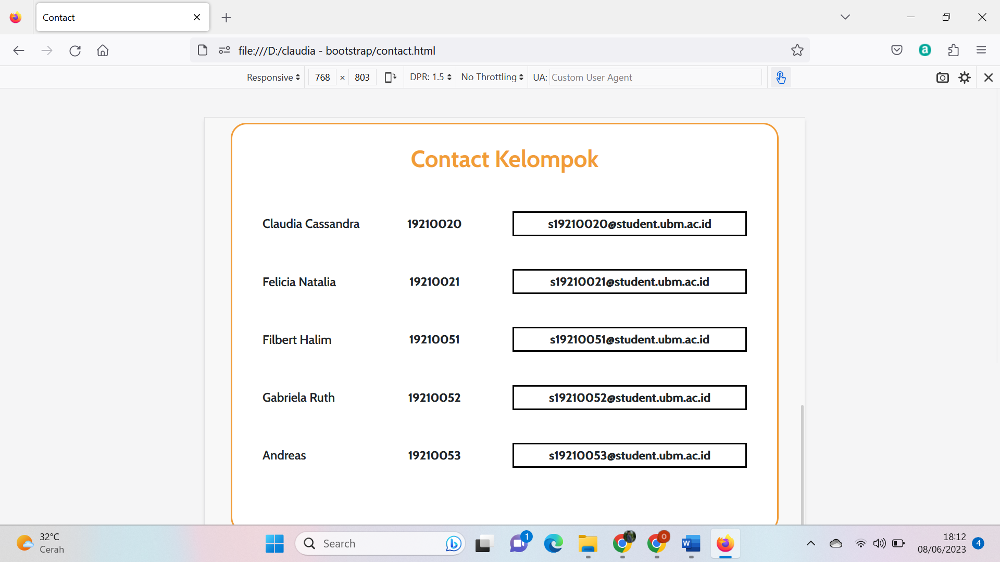 Contact
file:///D:/claudia - bootstrap/contact.html
Responsive 768 × 803 DPR: 1.5 No Throttling UA: Custom User Agent
Contact Kelompok
Claudia Cassandra 19210020 s19210020@student.ubm.ac.id
Felicia Natalia 19210021 s19210021@student.ubm.ac.id
Filbert Halim 19210051 s19210051@student.ubm.ac.id
Gabriela Ruth 19210052 s19210052@student.ubm.ac.id
Andreas 19210053 s19210053@student.ubm.ac.id
32°C
Cerah
Search
1
0
18:12
08/06/2023
4